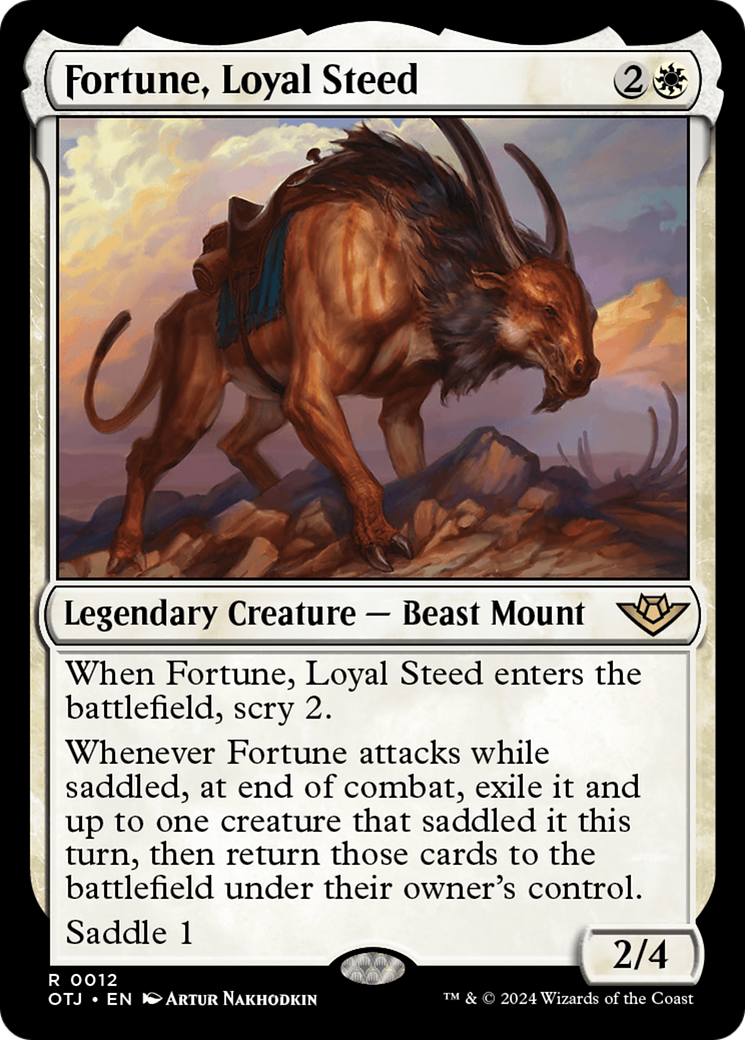 Fortune, Loyal Steed 2
Legendary Creature — Beast Mount
When Fortune, Loyal Steed enters the
battlefield, scry 2.
Whenever Fortune attacks while
saddled, at end of combat, exile it and
up to one creature that saddled it this
turn, then return those cards to the
battlefield under their owner's control.
Saddle 1
2/4
R 0012
OTJ • EN Artur Nakhodkin
™ & © 2024 Wizards of the Coast